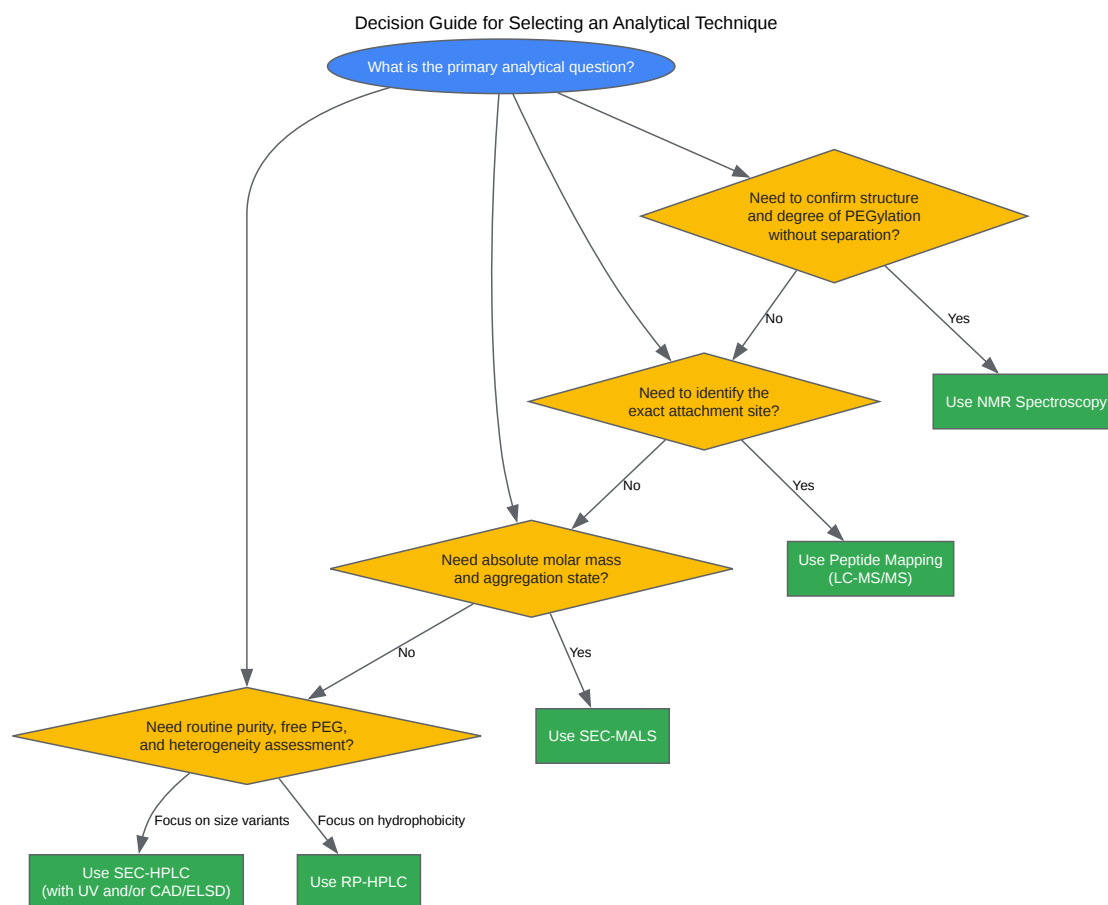 Decision Guide for Selecting an Analytical Technique
What is the primary analytical question?
Need to confirm structure
and degree of PEGylation
without separation?
No
Yes
Need to identify the
exact attachment site?
Use NMR Spectroscopy
No
Yes
Need absolute molar mass
and aggregation state?
Use Peptide Mapping
(LC-MS/MS)
No
Yes
Need routine purity, free PEG,
and heterogeneity assessment?
Use SEC-MALS
Focus on size variants
Focus on hydrophobicity
Use SEC-HPLC
(with UV and/or CAD/ELSD)
Use RP-HPLC